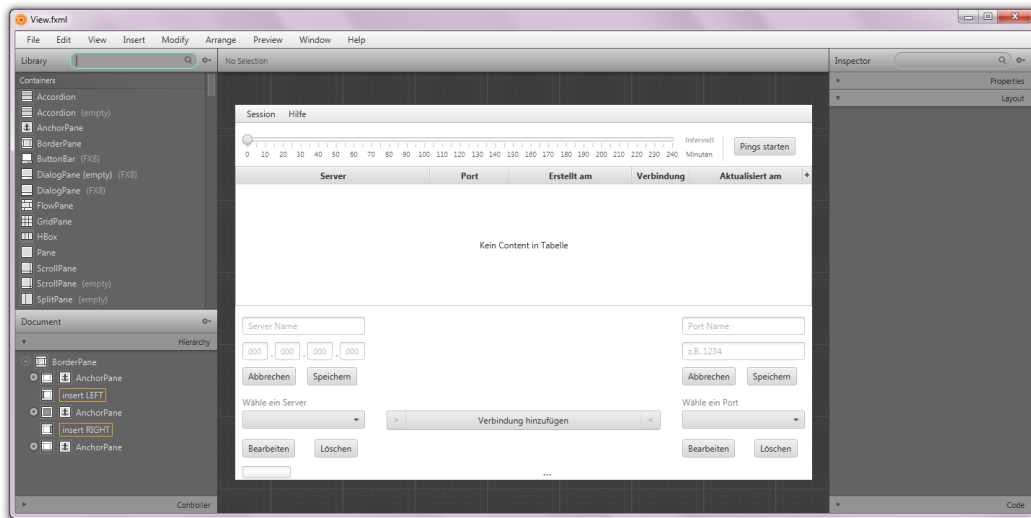 View.fxml
File Edit View Insert Modify Arrange Preview Window Help
Library
No Selection
Inspector
Containers
Accordion
Accordion (empty)
AnchorPane
BorderPane
ButtonBar (FX8)
DialogPane (empty) (FX8)
DialogPane (FX8)
FlowPane
GridPane
HBox
Pane
ScrollPane
ScrollPane (empty)
SplitPane (empty)
Document
Hierarchy
BorderPane
AnchorPane
insert LEFT
AnchorPane
insert RIGHT
AnchorPane
Controller
Session Hilfe
0 10 20 30 40 50 60 70 80 90 100 110 120 130 140 150 160 170 180 190 200 210 220 230 240
Intervall
Minuten
Pings starten
Server Port Erstellt am Verbindung Aktualisiert am +
Kein Content in Tabelle
Server Name
000 . 000 . 000 . 000
Abbrechen Speichern
Wähle ein Server
Bearbeiten Löschen
> Verbindung hinzufügen <
...
Port Name
z.B. 1234
Abbrechen Speichern
Wähle ein Port
Bearbeiten Löschen
Properties
Layout
Code